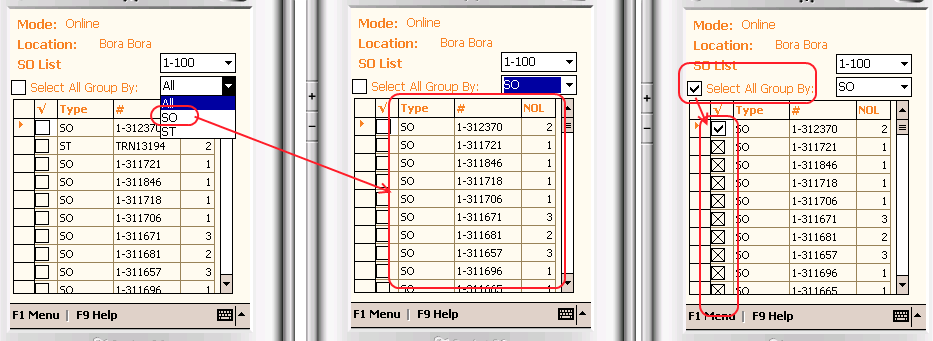 Mode: Online
Location: Bora Bora
SO List 1-100
Select All Group By: All
All
SO
ST
√ Type # 
SO 1-312370
ST TRN13194 2
SO 1-311721 1
SO 1-311846 1
SO 1-311718 1
SO 1-311706 1
SO 1-311671 3
SO 1-311681 2
SO 1-311657 3
SO 1-311696 1
F1 Menu | F9 Help
Mode: Online
Location: Bora Bora
SO List 1-100
Select All Group By: SO
√ Type # NOL
SO 1-312370 2
SO 1-311721 1
SO 1-311846 1
SO 1-311718 1
SO 1-311706 1
SO 1-311671 3
SO 1-311681 2
SO 1-311657 3
SO 1-311696 1
SO 1-311665 1
F1 Menu | F9 Help
Mode: Online
Location: Bora Bora
SO List 1-100
Select All Group By: SO
√ Type # NOL
SO 1-312370 2
SO 1-311721 1
SO 1-311846 1
SO 1-311718 1
SO 1-311706 1
SO 1-311671 3
SO 1-311681 2
SO 1-311657 3
SO 1-311696 1
SO 1-311665 1
F1 Menu | F9 Help